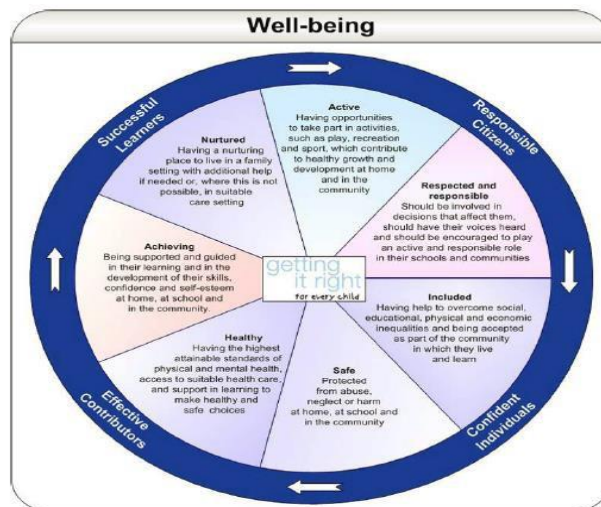 Well-being
Successful
Learners
Responsible
Citizens
Confident
Individuals
Effective
Contributors
Active
Having opportunities
to take part in activities,
such as play, recreation
and sport, which contribute
to healthy growth and
development at home
and in the
community
Respected and
responsible
Should be involved in
decisions that affect them,
should have their voices heard
and should be encouraged to play
an active and responsible role
in their schools and communities
Included
Having help to overcome social,
educational, physical and economic
inequalities and being accepted
as part of the community
in which they live
and learn
Safe
Protected
from abuse,
neglect or harm
at home, at school and
in the community
Healthy
Having the highest
attainable standards of
physical and mental health,
access to suitable health care,
and support in learning to
make healthy and
safe choices
Achieving
Being supported and guided
in their learning and in the
development of their skills,
confidence and self-esteem
at home, at school and
in the community
Nurtured
Having a nurturing
place to live in a family
setting with additional help
if needed or, where this is not
possible, in suitable
care setting
getting
it right
for every child